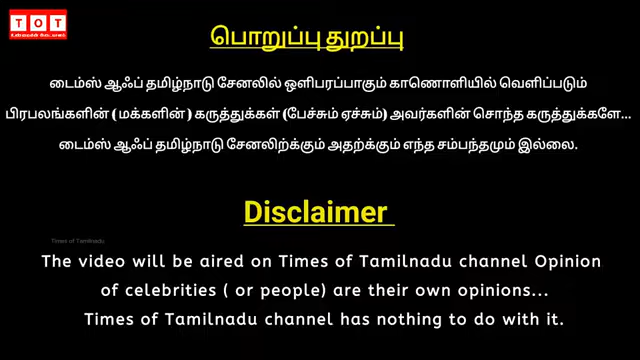 TOT
பொறுப்பு துறப்பு
டைம்ஸ் ஆஃப் தமிழ்நாடு சேனலில் ஒளிபரப்பாகும் காணொளியில் வெளிப்படும்
பிரபலங்களின் ( மக்களின் ) கருத்துக்கள் (பேச்சும் ஏச்சும்) அவர்களின் சொந்த கருத்துக்களே...
டைம்ஸ் ஆஃப் தமிழ்நாடு சேனலிற்க்கும் அதற்க்கும் எந்த சம்பந்தமும் இல்லை.
Disclaimer
Times of Tamilnadu
The video will be aired on Times of Tamilnadu channel Opinion
of celebrities ( or people) are their own opinions...
Times of Tamilnadu channel has nothing to do with it.